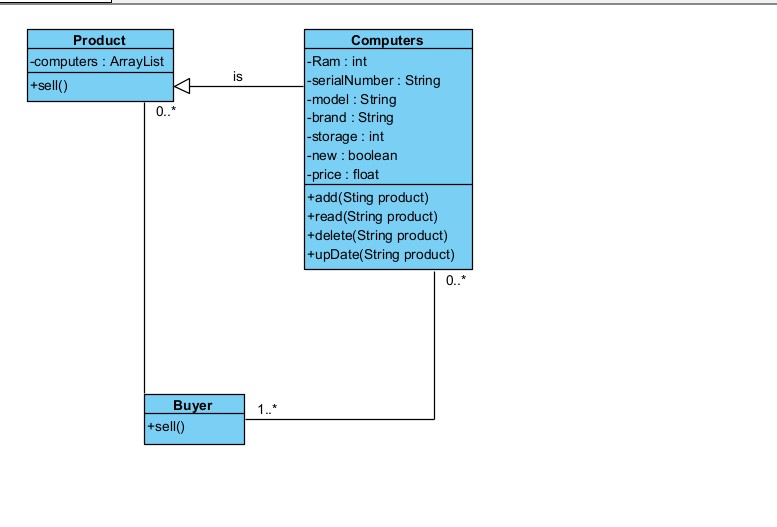 Product
-computers : ArrayList
+sell()
0..*
is
Computers
-Ram : int
-serialNumber : String
-model : String
-brand : String
-storage : int
-new : boolean
-price : float
+add(Sting product)
+read(String product)
+delete(String product)
+upDate(String product)
0..*
Buyer
+sell()
1..*